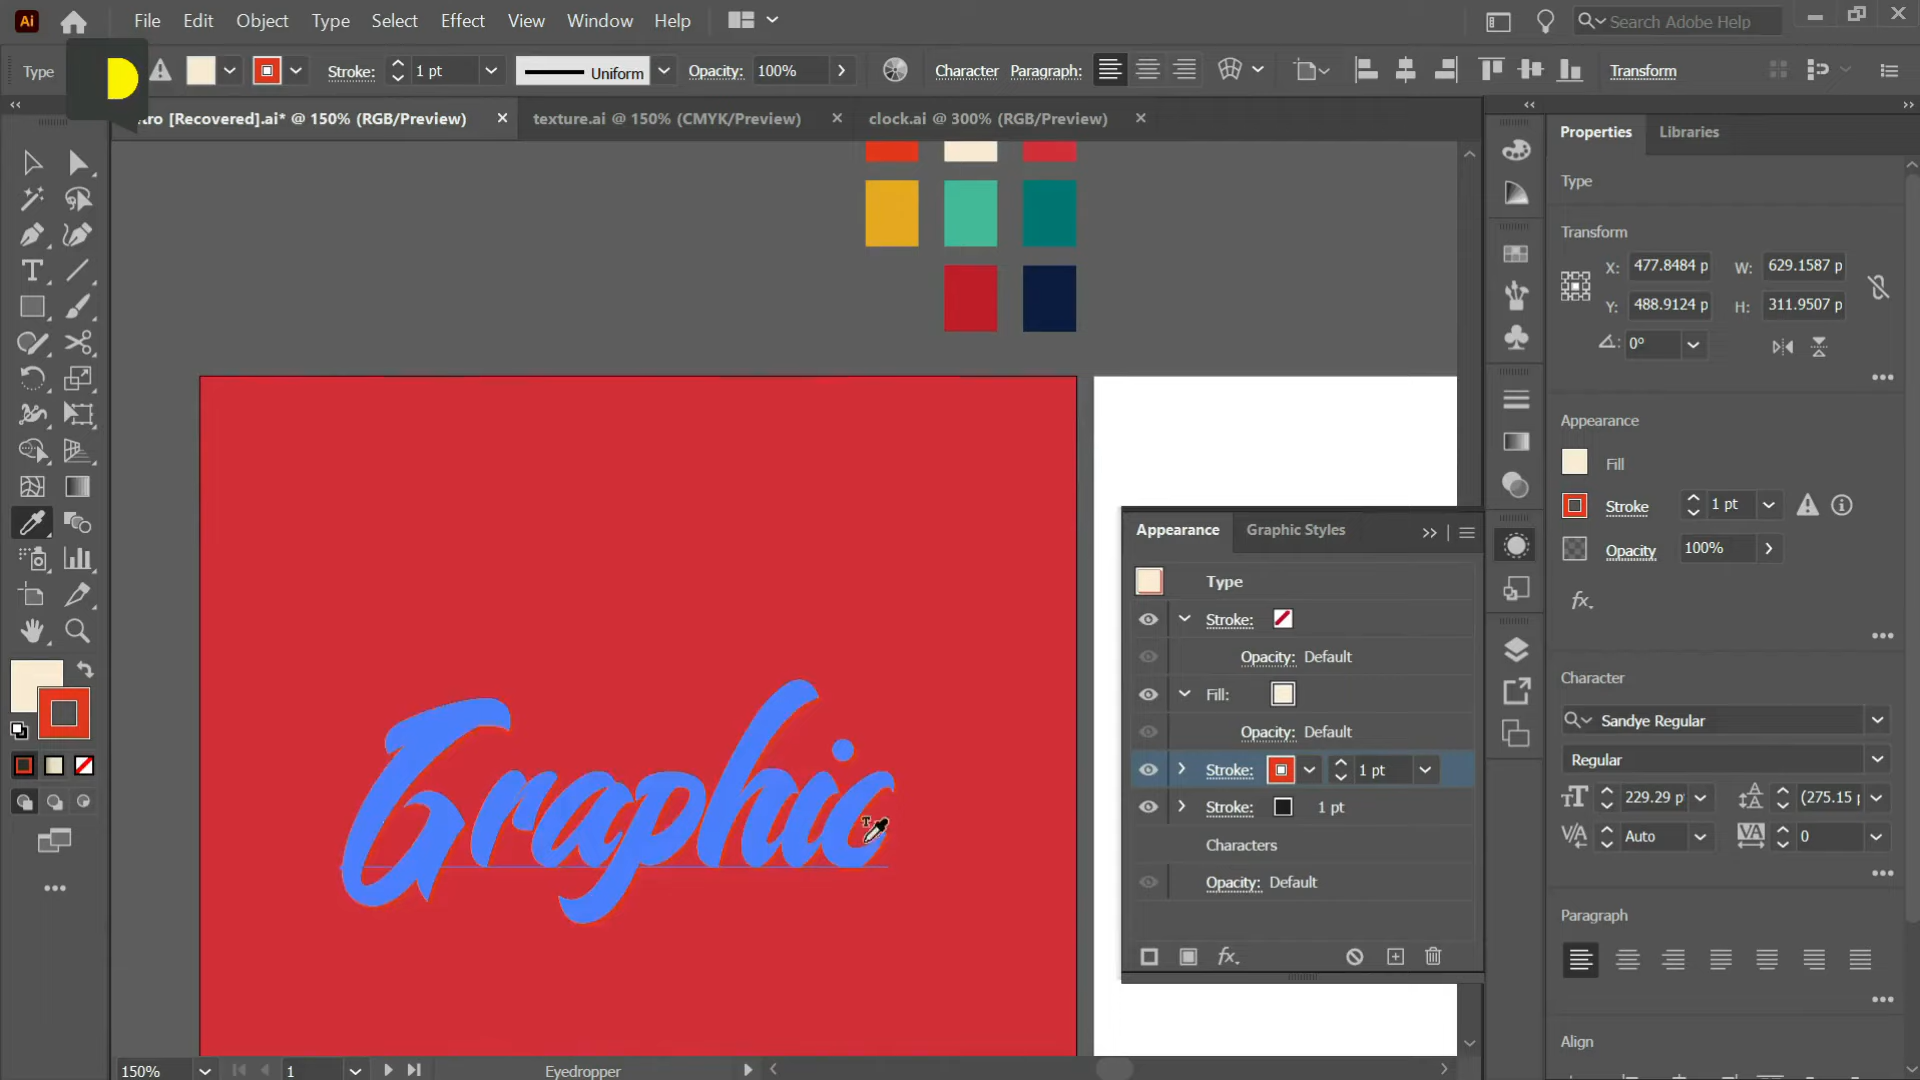 Ai File Edit Object Type Select Effect View Window Help Search Adobe Help
Type Stroke: 1 pt Uniform Opacity: 100% Character Paragraph: Transform
tro [Recovered].ai* @ 150% (RGB/Preview) texture.ai @ 150% (CMYK/Preview) clock.ai @ 300% (RGB/Preview)
Properties Libraries
Type
Transform
X: 477.8484 p W: 629.1587 p
Y: 488.9124 p H: 311.9507 p
0°
Appearance
Fill
Stroke 1 pt
Opacity 100%
fx.
Character
Sandye Regular
Regular
229.29 p (275.15 p
Auto 0
Paragraph
Align
Graphic
Appearance Graphic Styles
Type
Stroke:
Opacity: Default
Fill:
Opacity: Default
Stroke: 1 pt
Stroke: 1 pt
Characters
Opacity: Default
fx.
150% 1 Eyedropper